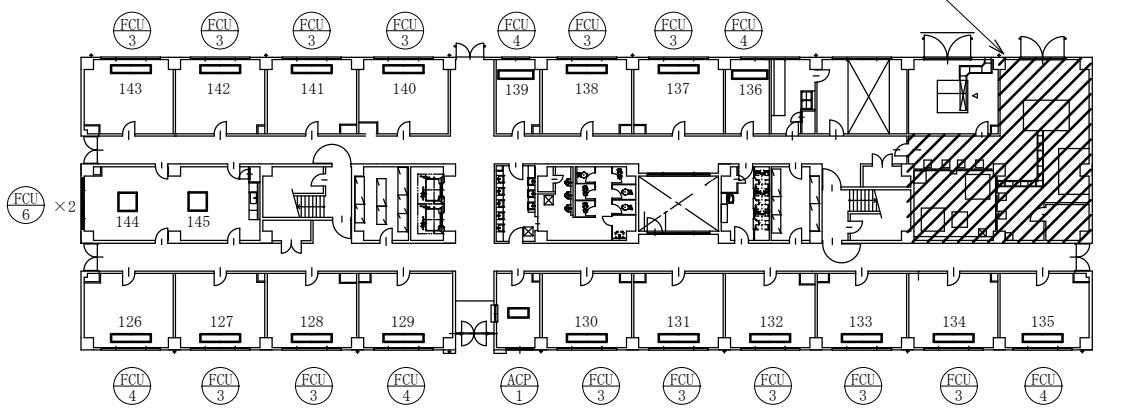 FCU FCU FCU FCU FCU FCU FCU FCU
3 3 3 3 4 3 3 4
143 142 141 140 139 138 137 136
FCU
6 ×2
144 145
126 127 128 129 130 131 132 133 134 135
FCU FCU FCU FCU ACP FCU FCU FCU FCU FCU FCU
4 3 3 4 1 3 3 3 3 3 4